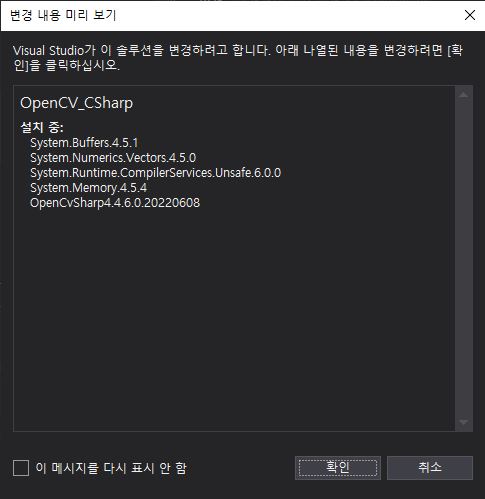 변경 내용 미리 보기
Visual Studio가 이 솔루션을 변경하려고 합니다. 아래 나열된 내용을 변경하려면 [확
인]을 클릭하십시오.
OpenCV_CSharp
설치 중:
System.Buffers.4.5.1
System.Numerics.Vectors.4.5.0
System.Runtime.CompilerServices.Unsafe.6.0.0
System.Memory.4.5.4
OpenCvSharp4.4.6.0.20220608
이 메시지를 다시 표시 안 함
확인
취소